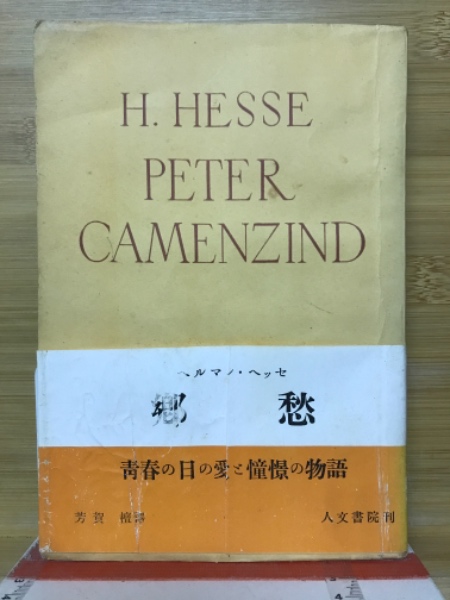 H. HESSE
PETER
CAMENZIND
ヘルマン・ヘッセ
郷 愁
靑春の日の愛と憧憬の物語
芳賀 檀譯 人文書院刊